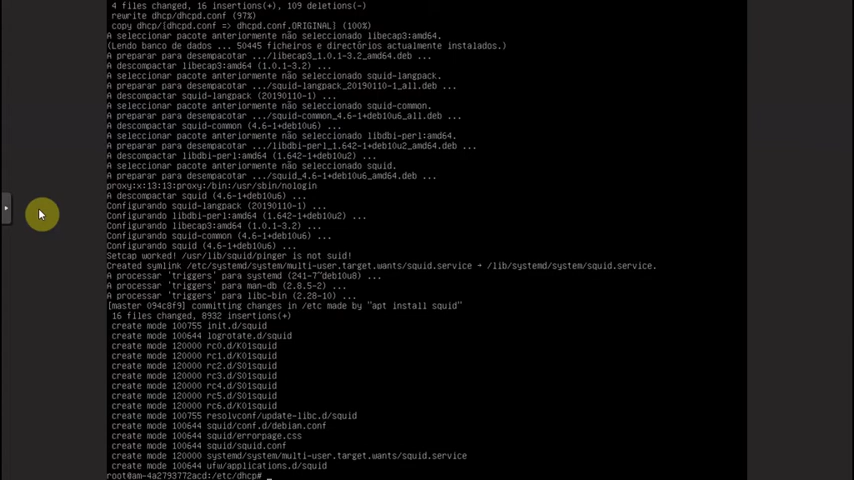 4 files changed, 16 insertions(+), 109 deletions(-)
rewrite dhcp/dhcpd.conf (97%)
copy dhcp/{dhcpd.conf => dhcpd.conf.ORIGINAL} (100%)
A seleccionar pacote anteriormente não seleccionado libecap3:amd64.
(Lendo banco de dados ... 50445 ficheiros e directórios actualmente instalados.)
A preparar para desempacotar .../libecap3_1.0.1-3.2_amd64.deb ...
A descompactar libecap3:amd64 (1.0.1-3.2) ...
A seleccionar pacote anteriormente não seleccionado squid-langpack.
A preparar para desempacotar .../squid-langpack_20190110-1_all.deb ...
A descompactar squid-langpack (20190110-1) ...
A seleccionar pacote anteriormente não seleccionado squid-common.
A preparar para desempacotar .../squid-common_4.6-1+deb10u6_all.deb ...
A descompactar squid-common (4.6-1+deb10u6) ...
A seleccionar pacote anteriormente não seleccionado libdbi-perl:amd64.
A preparar para desempacotar .../libdbi-perl_1.642-1+deb10u2_amd64.deb ...
A descompactar libdbi-perl:amd64 (1.642-1+deb10u2) ...
A seleccionar pacote anteriormente não seleccionado squid.
A preparar para desempacotar .../squid_4.6-1+deb10u6_amd64.deb ...
proxy:x:13:13:proxy:/bin:/usr/sbin/nologin
A descompactar squid (4.6-1+deb10u6) ...
Configurando squid-langpack (20190110-1) ...
Configurando libdbi-perl:amd64 (1.642-1+deb10u2) ...
Configurando libecap3:amd64 (1.0.1-3.2) ...
Configurando squid-common (4.6-1+deb10u6) ...
Configurando squid (4.6-1+deb10u6) ...
Setcap worked! /usr/lib/squid/pinger is not suid!
Created symlink /etc/systemd/system/multi-user.target.wants/squid.service → /lib/systemd/system/squid.service.
A processar 'triggers' para systemd (241-7~deb10u8) ...
A processar 'triggers' para man-db (2.8.5-2) ...
A processar 'triggers' para libc-bin (2.28-10) ...
[master 094c8f9] committing changes in /etc made by "apt install squid"
16 files changed, 8932 insertions(+)
create mode 100755 init.d/squid
create mode 100644 logrotate.d/squid
create mode 120000 rc0.d/K01squid
create mode 120000 rc1.d/K01squid
create mode 120000 rc2.d/S01squid
create mode 120000 rc3.d/S01squid
create mode 120000 rc4.d/S01squid
create mode 120000 rc5.d/S01squid
create mode 120000 rc6.d/K01squid
create mode 100755 resolvconf/update-libc.d/squid
create mode 100644 squid/conf.d/debian.conf
create mode 100644 squid/errorpage.css
create mode 100644 squid/squid.conf
create mode 120000 systemd/system/multi-user.target.wants/squid.service
create mode 100644 ufw/applications.d/squid
root@am-4a2793772acd:/etc/dhcp# _